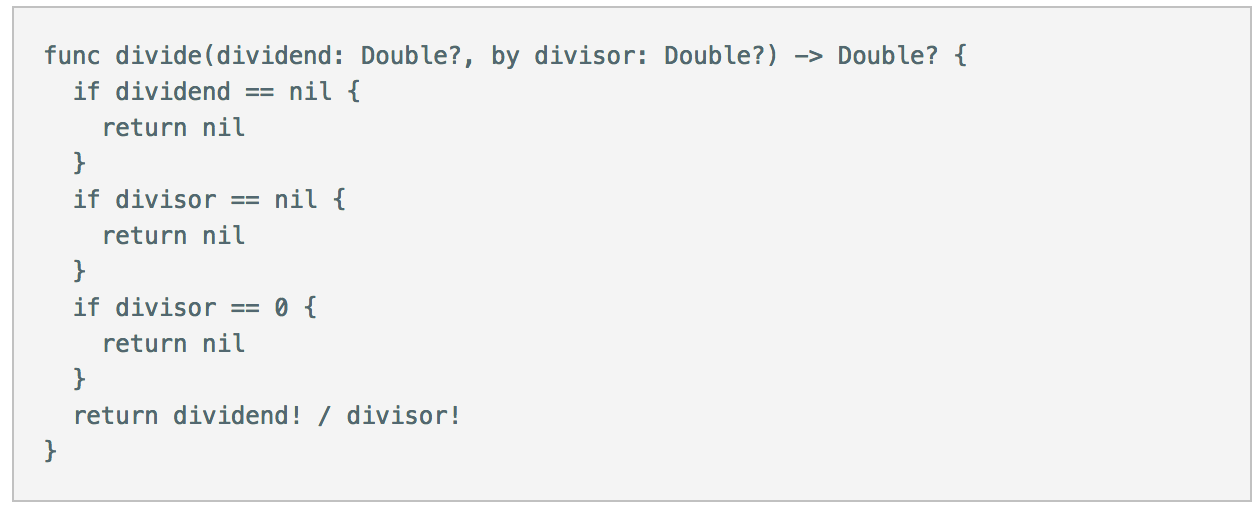 func divide(dividend: Double?, by divisor: Double?) -> Double? {
  if dividend == nil {
    return nil
  }
  if divisor == nil {
    return nil
  }
  if divisor == 0 {
    return nil
  }
  return dividend! / divisor!
}